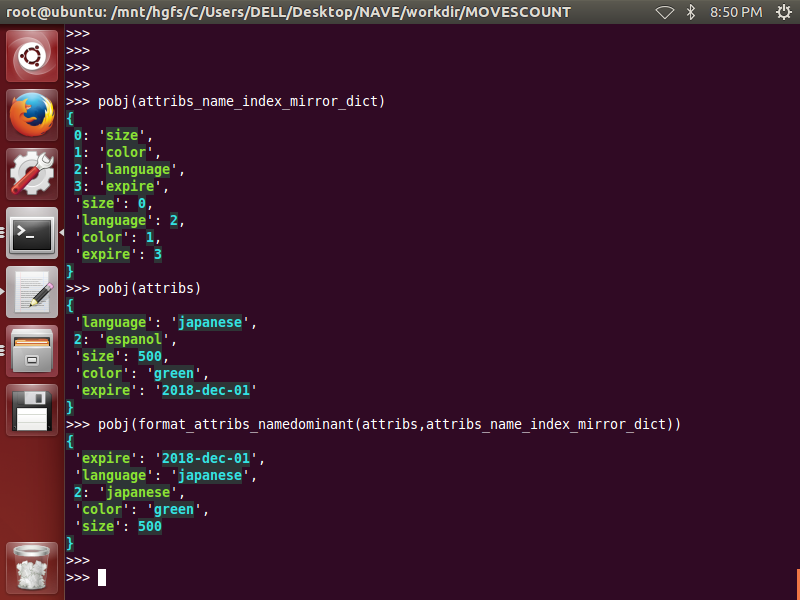 root@ubuntu: /mnt/hgfs/C/Users/DELL/Desktop/NAVE/workdir/MOVESCOUNT 8:50 PM
>>>
>>>
>>>
>>>
>>> pobj(attribs_name_index_mirror_dict)
{
 0: 'size',
 1: 'color',
 2: 'language',
 3: 'expire',
 'size': 0,
 'language': 2,
 'color': 1,
 'expire': 3
}
>>> pobj(attribs)
{
 'language': 'japanese',
 2: 'espanol',
 'size': 500,
 'color': 'green',
 'expire': '2018-dec-01'
}
>>> pobj(format_attribs_namedominant(attribs,attribs_name_index_mirror_dict))
{
 'expire': '2018-dec-01',
 'language': 'japanese',
 2: 'japanese',
 'color': 'green',
 'size': 500
}
>>>
>>>